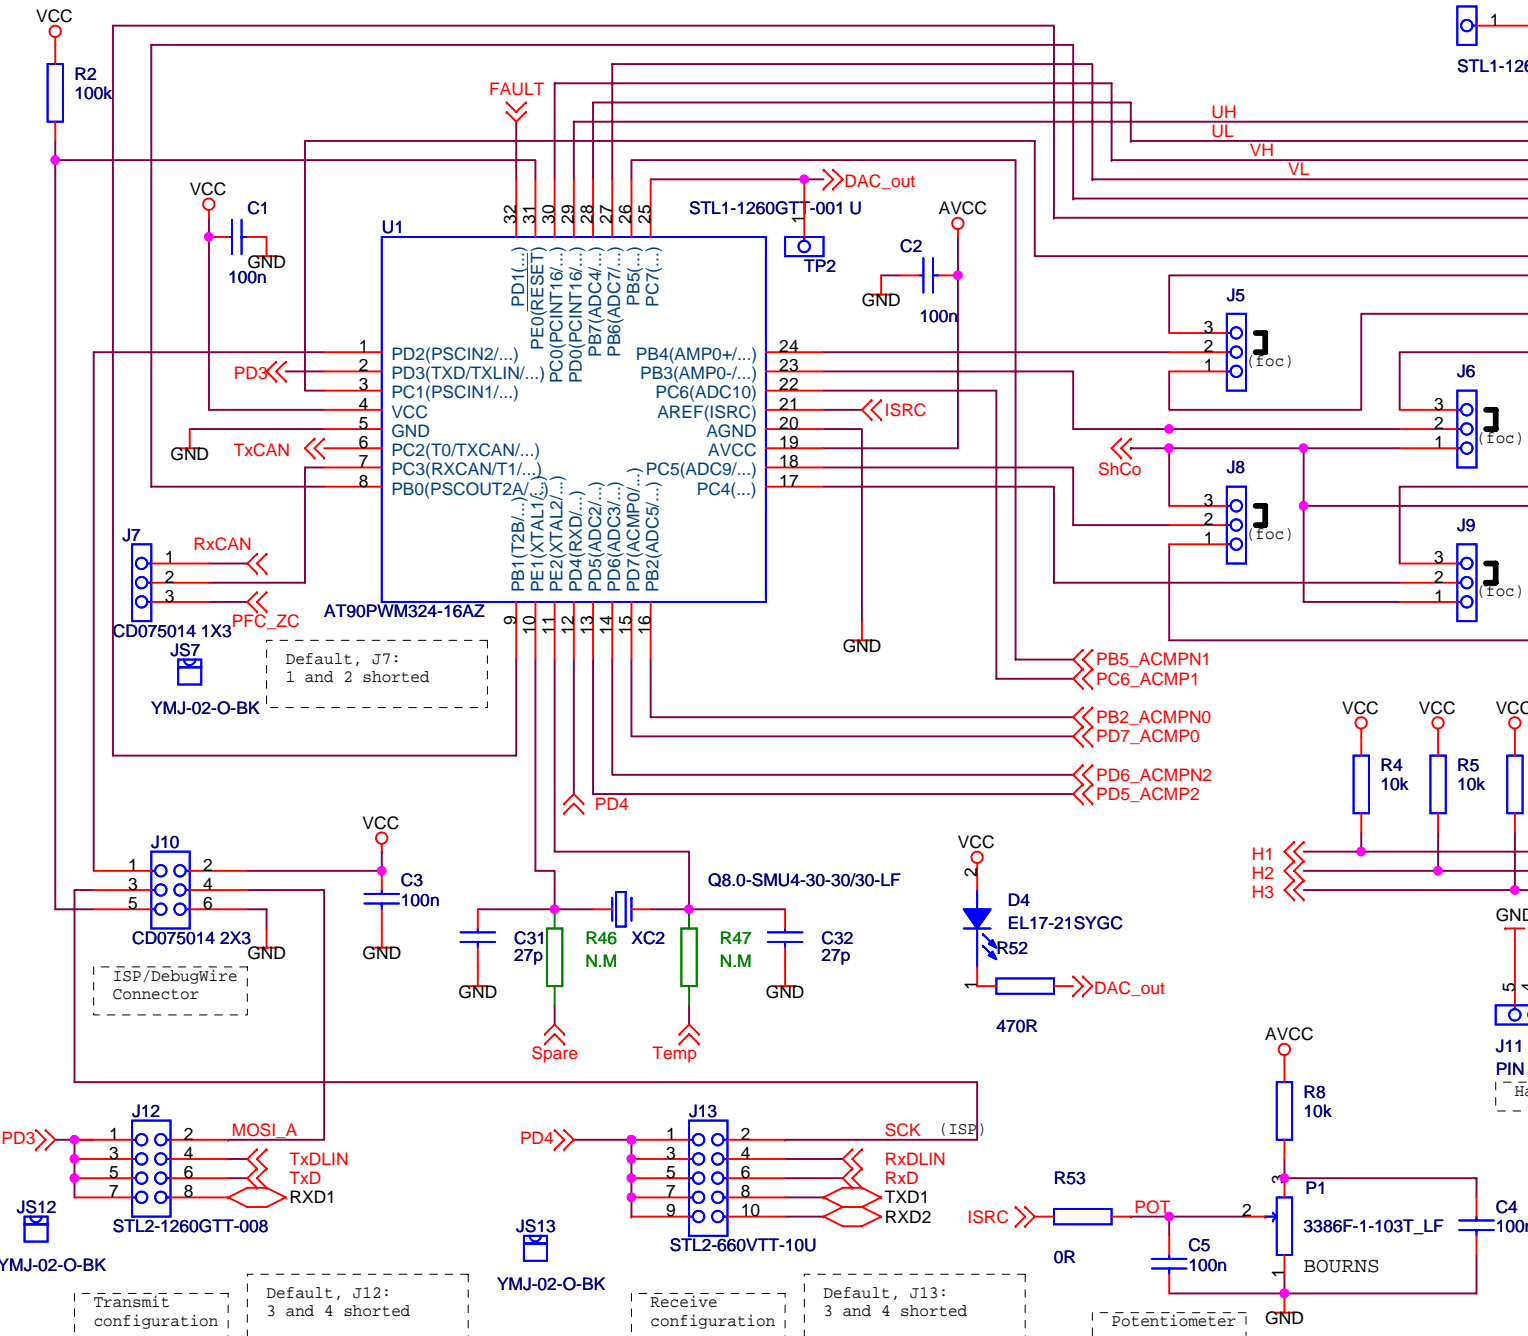 VCC
R2
100k
FAULT
UH
UL
VH
VL
1
VCC
C1
GND
100n
U1
32
31
30
29
28
27
26
25
STL1-1260GTT-001 U
DAC_out
1
TP2
AVCC
C2
GND
100n
PD1(...)
PE0(RESET)
PC0(PCINT16/...)
PD0(PCINT16/...)
PB7(ADC4/...)
PB6(ADC7/...)
PB5(...)
PC7(...)
1
2
3
4
5
6
7
8
PD2(PSCIN2/...)
PD3(TXD/TXLIN/...)
PC1(PSCIN1/...)
VCC
GND
PC2(T0/TXCAN/...)
PC3(RXCAN/T1/...)
PB0(PSCOUT2A/...)
PB4(AMP0+/...)
PB3(AMP0-/...)
PC6(ADC10)
AREF(ISRC)
AGND
AVCC
PC5(ADC9/...)
PC4(...)
24
23
22
21
20
19
18
17
PB1(T2B/...)
PE1(XTAL1/...)
PE2(XTAL2/...)
PD4(RXD/...)
PD5(ADC2/...)
PD6(ADC3/...)
PD7(ACMP0/...)
PB2(ADC5/...)
9
10
11
12
13
14
15
16
AT90PWM324-16AZ
PD3
GND
TxCAN
ISRC
GND
J5
3
2
1
(foc)
J6
3
2
1
(foc)
ShCo
J8
3
2
1
(foc)
J9
3
2
1
(foc)
J7
1
2
3
RxCAN
PFC_ZC
CD075014 1X3
JS7
YMJ-02-O-BK
Default, J7:
1 and 2 shorted
PB5_ACMPN1
PC6_ACMP1
PB2_ACMPN0
PD7_ACMP0
PD6_ACMPN2
PD5_ACMP2
PD4
VCC
VCC
R4
10k
R5
10k
H1
H2
H3
J10
1
3
5
2
4
6
CD075014 2X3
GND
VCC
C3
100n
GND
ISP/DebugWire
Connector
Q8.0-SMU4-30-30/30-LF
C31
27p
GND
R46
N.M
XC2
R47
N.M
C32
27p
GND
Spare
Temp
VCC
2
D4
EL17-21SYGC
R52
1
470R
DAC_out
5
J11
PIN
J12
PD3
1
3
5
7
2
4
6
8
MOSI_A
TxDLIN
TxD
RXD1
STL2-1260GTT-008
JS12
YMJ-02-O-BK
Transmit
configuration
Default, J12:
3 and 4 shorted
J13
PD4
1
3
5
7
9
2
4
6
8
10
SCK (ISP)
RxDLIN
RxD
TXD1
RXD2
STL2-660VTT-10U
JS13
YMJ-02-O-BK
Receive
configuration
Default, J13:
3 and 4 shorted
AVCC
R8
10k
R53
ISRC
0R
POT
C5
100n
3
2
1
P1
3386F-1-103T_LF
BOURNS
C4
GND
Potentiometer